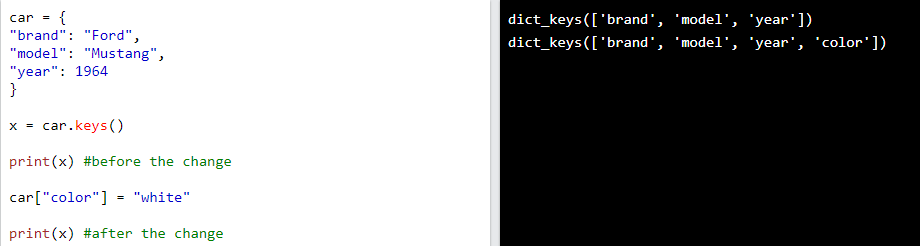 car = {
"brand": "Ford",
"model": "Mustang",
"year": 1964
}
x = car.keys()
print(x) #before the change
car["color"] = "white"
print(x) #after the change
dict_keys(['brand', 'model', 'year'])
dict_keys(['brand', 'model', 'year', 'color'])